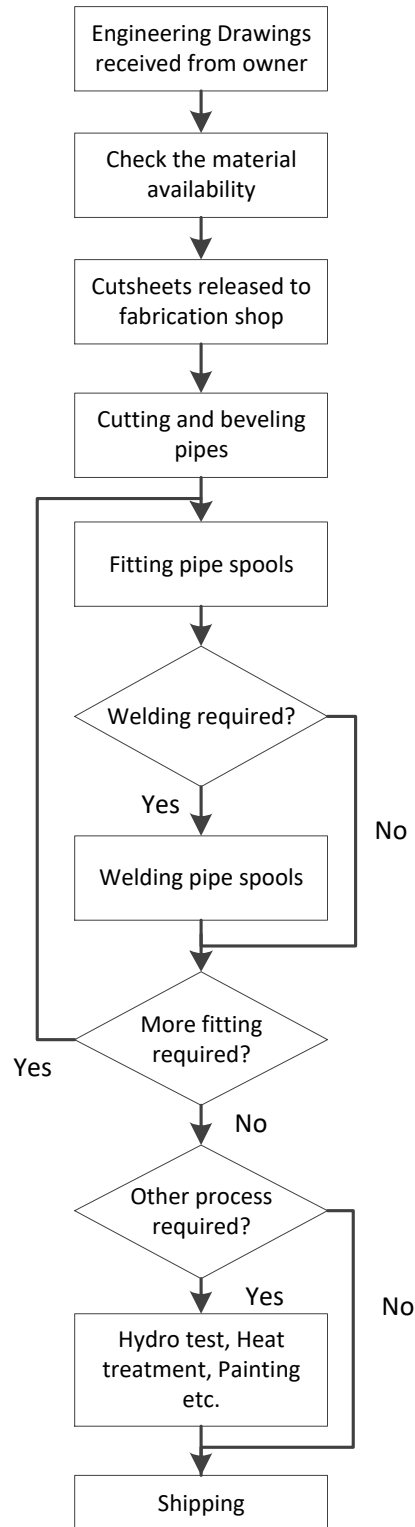 Engineering Drawings
received from owner
Check the material
availability
Cutsheets released to
fabrication shop
Cutting and beveling
pipes
Fitting pipe spools
Welding required?
Yes
No
Welding pipe spools
More fitting
required?
Yes
No
Other process
required?
Yes
No
Hydro test, Heat
treatment, Painting
etc.
Shipping